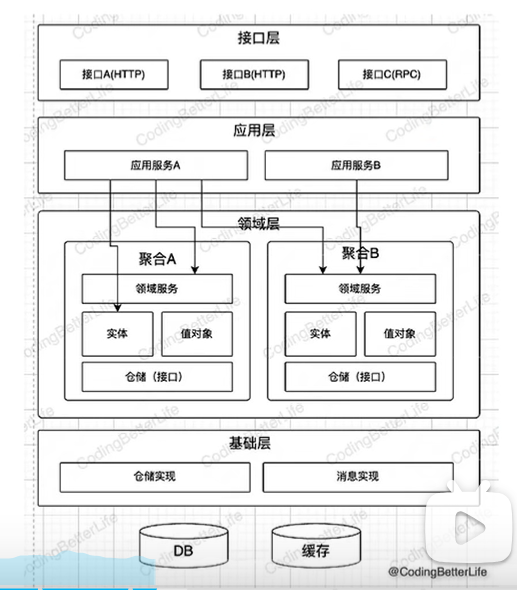 接口层
接口A(HTTP)
接口B(HTTP)
接口C(RPC)
应用层
应用服务A
应用服务B
领域层
聚合A
聚合B
领域服务
领域服务
实体
值对象
实体
值对象
仓储（接口）
仓储（接口）
基础层
仓储实现
消息实现
DB
缓存
@CodingBetterLife
CodingBetterLife